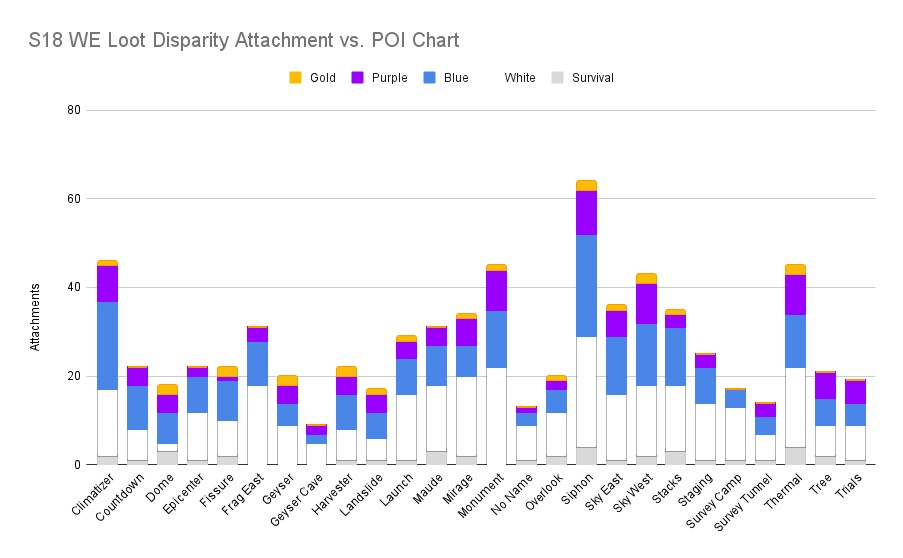 S18 WE Loot Disparity Attachment vs. POI Chart
Gold Purple Blue White Survival
80
60
40
20
0
Attachments
Climatizer Countdown Dome Epicenter Fissure Frag East Geyser Geyser Cave Harvester Landslide Launch Maude Mirage Monument No Name Overlook Siphon Sky East Sky West Stacks Staging Survey Camp Survey Tunnel Thermal Tree Trials